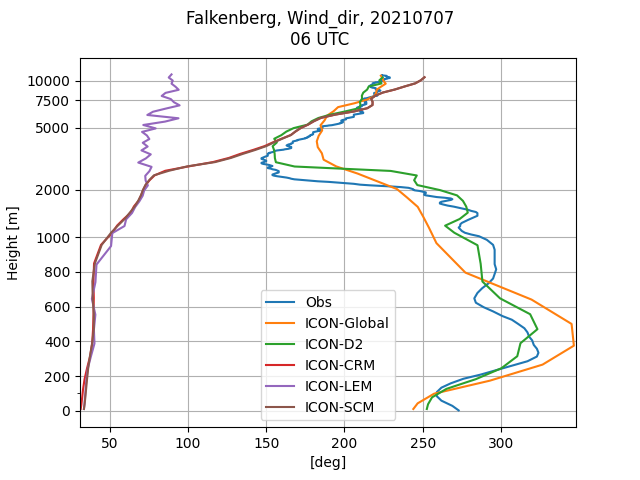 Falkenberg, Wind_dir, 20210707
06 UTC
10000
7500
5000
2000
1000
800
600
400
200
0
Height [m]
Obs
ICON-Global
ICON-D2
ICON-CRM
ICON-LEM
ICON-SCM
50
100
150
200
250
300
[deg]